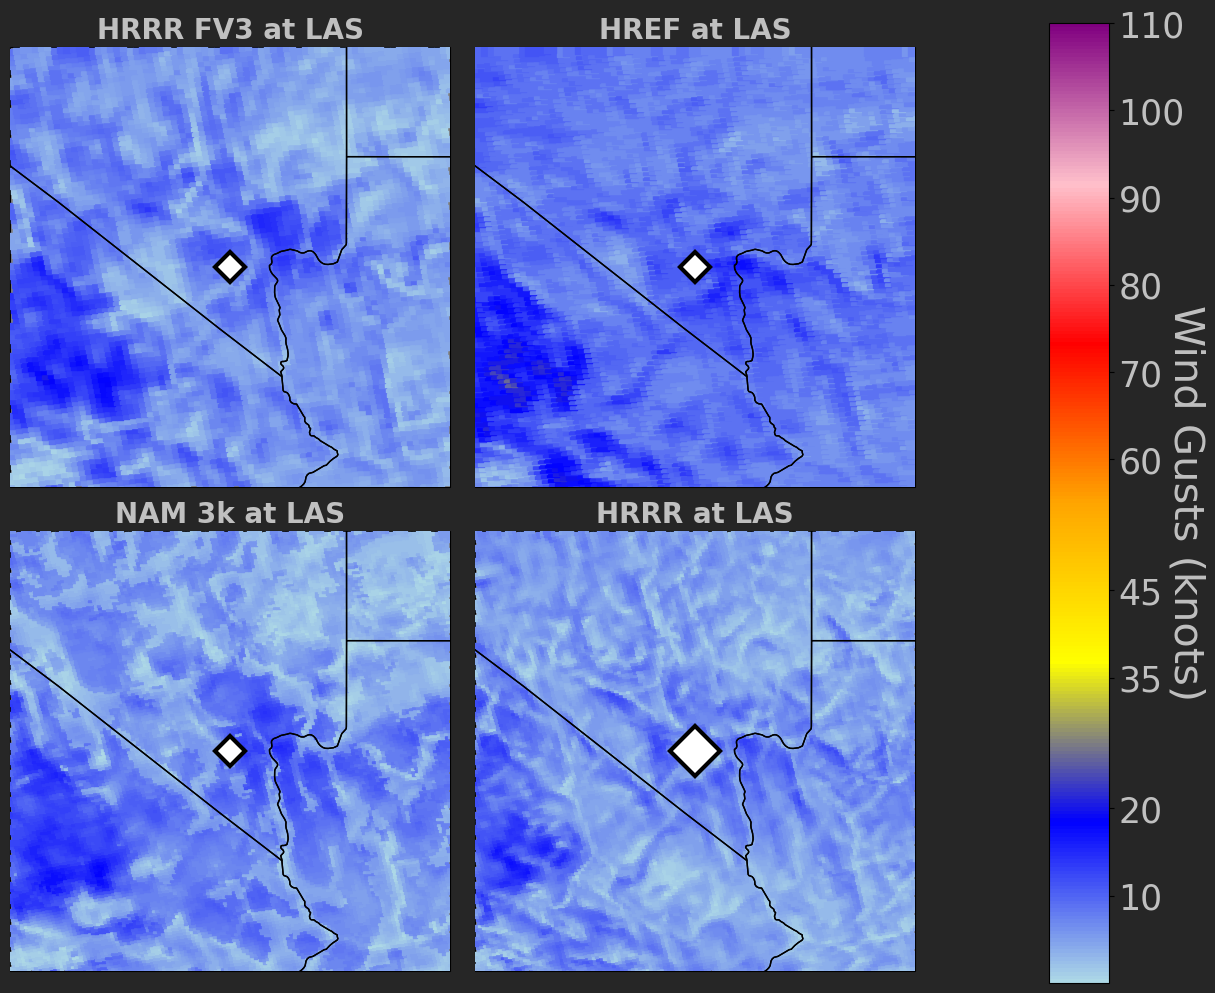 HRRR FV3 at LAS
HREF at LAS
NAM 3k at LAS
HRRR at LAS
110
100
90
80
70
60
45
35
20
10
Wind Gusts (knots)